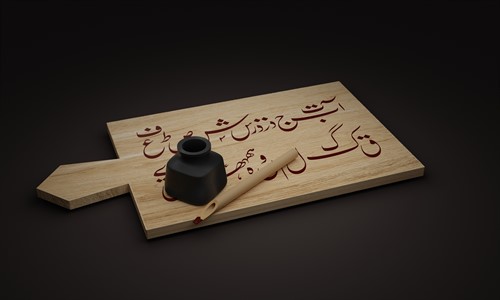 ا ب ت ج د ر ز س ش ص ط ع ف
ق ک گ ل و ہ ھ ی